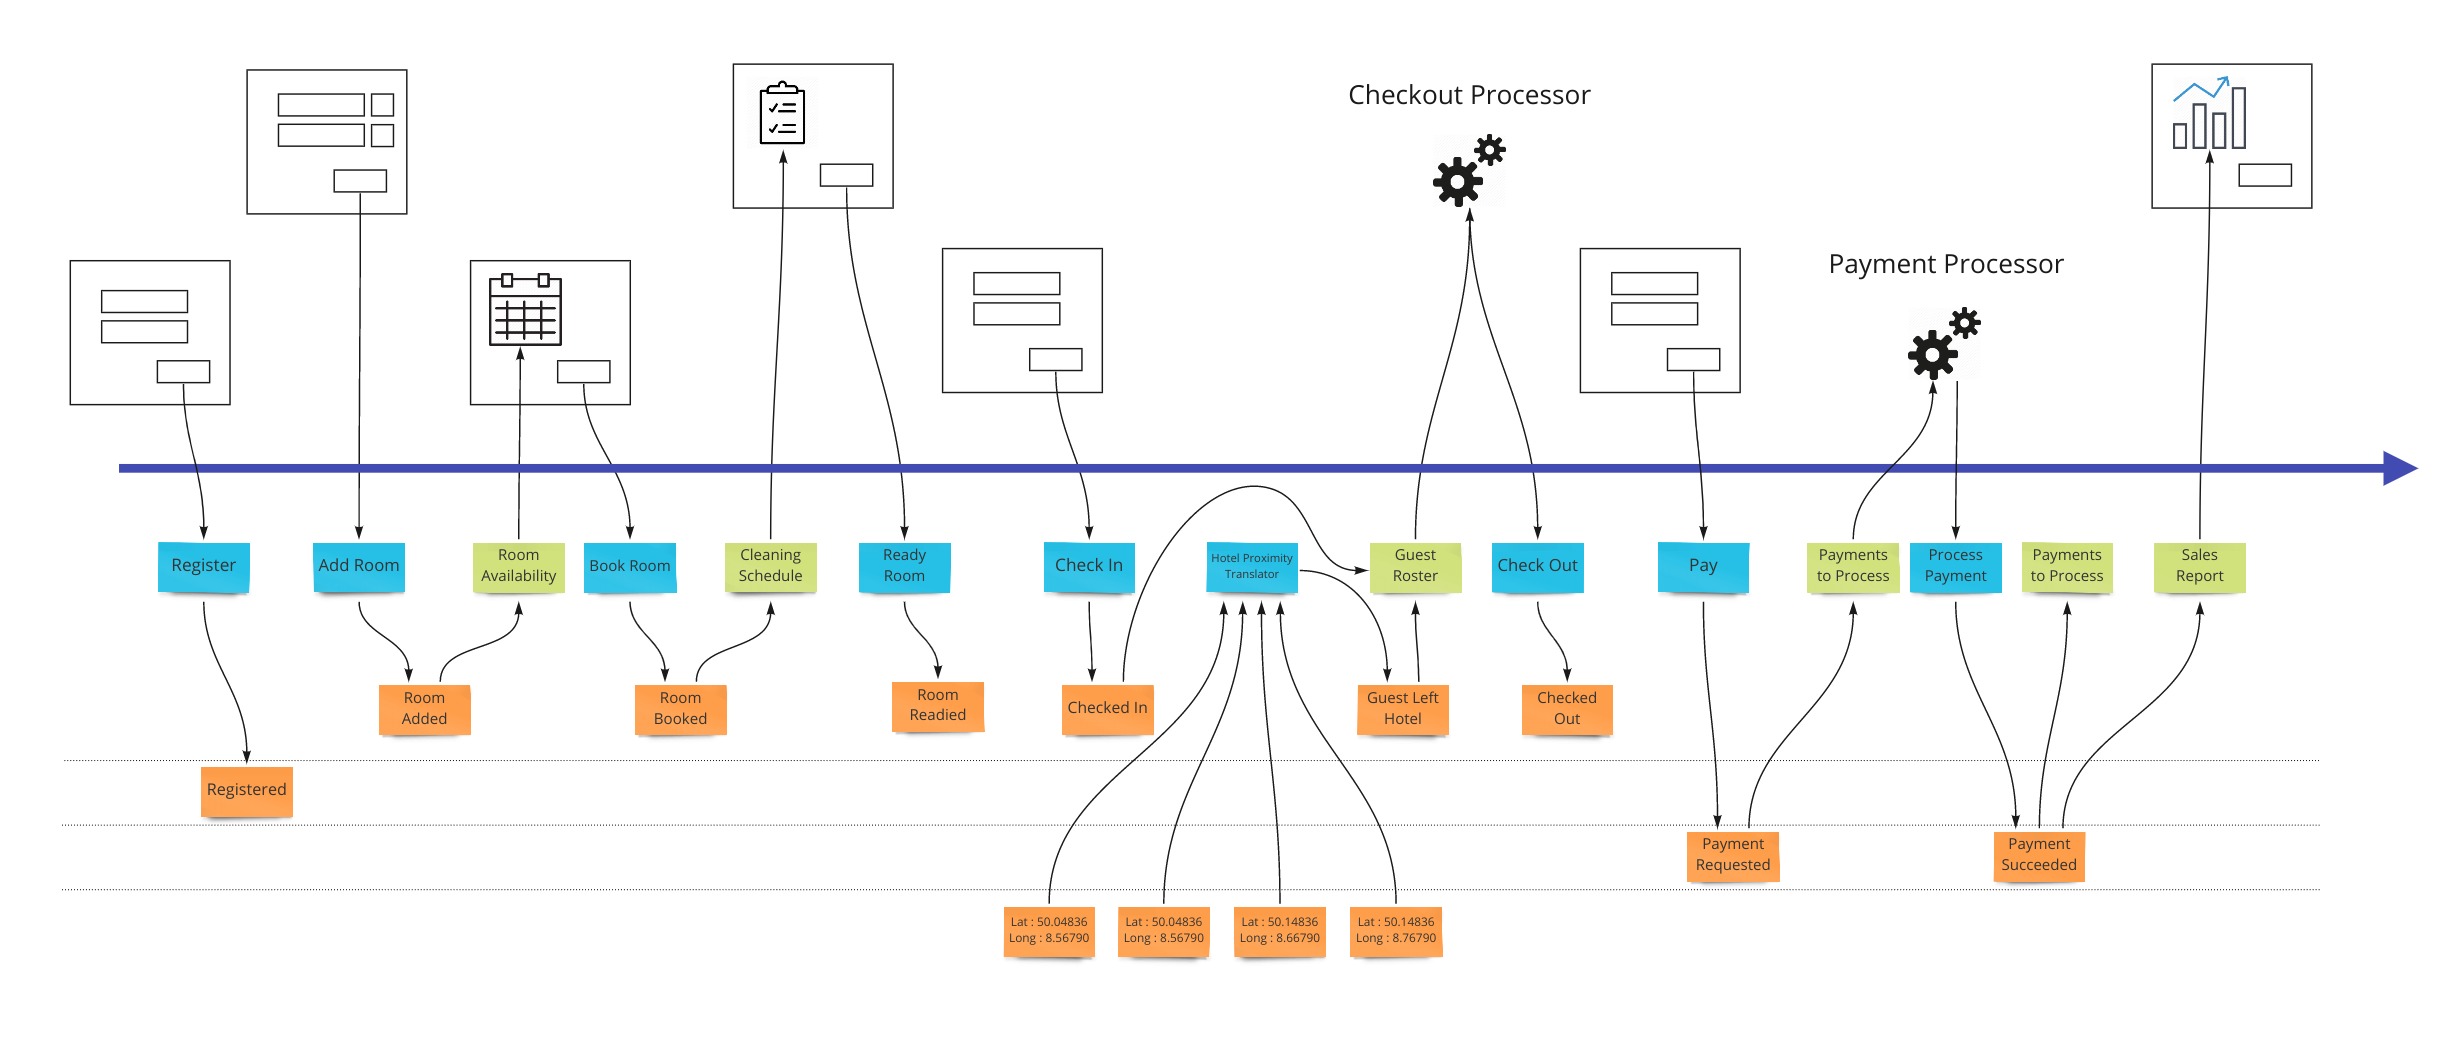 Checkout Processor
Payment Processor
Register
Add Room
Room
Availability
Book Room
Cleaning
Schedule
Ready
Room
Check In
Hotel Proximity
Translator
Guest
Roster
Check Out
Pay
Payments
to Process
Process
Payment
Payments
to Process
Sales
Report
Room
Added
Room
Booked
Room
Readied
Checked In
Guest Left
Hotel
Checked
Out
Registered
Payment
Requested
Payment
Succeeded
Lat : 50.04836
Long : 8.56790
Lat : 50.04836
Long : 8.56790
Lat : 50.14836
Long : 8.66790
Lat : 50.14836
Long : 8.76790